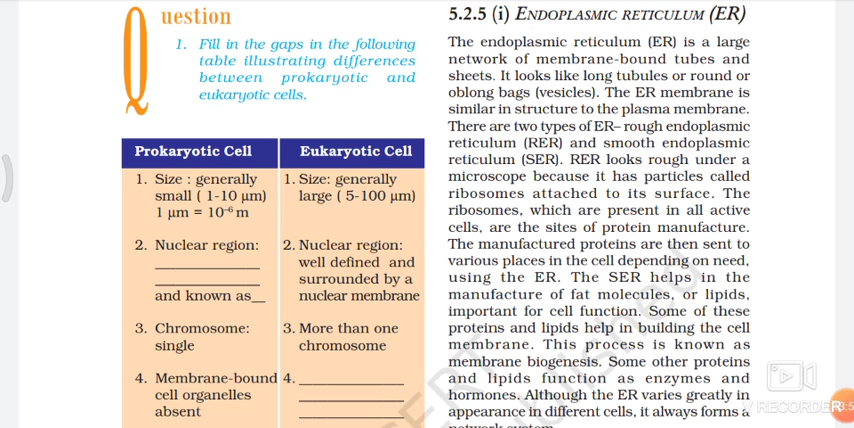 Question
1. Fill in the gaps in the following
table illustrating differences
between prokaryotic and
eukaryotic cells.
Prokaryotic Cell
Eukaryotic Cell
1. Size : generally
small ( 1-10 μm)
1 μm = 10⁻⁶ m
1. Size: generally
large ( 5-100 μm)
2. Nuclear region:
_______________
_______________
and known as__
2. Nuclear region:
well defined and
surrounded by a
nuclear membrane
3. Chromosome:
single
3. More than one
chromosome
4. Membrane-bound
cell organelles
absent
4. _______________
_______________
_______________
5.2.5 (i) ENDOPLASMIC RETICULUM (ER)
The endoplasmic reticulum (ER) is a large
network of membrane-bound tubes and
sheets. It looks like long tubules or round or
oblong bags (vesicles). The ER membrane is
similar in structure to the plasma membrane.
There are two types of ER– rough endoplasmic
reticulum (RER) and smooth endoplasmic
reticulum (SER). RER looks rough under a
microscope because it has particles called
ribosomes attached to its surface. The
ribosomes, which are present in all active
cells, are the sites of protein manufacture.
The manufactured proteins are then sent to
various places in the cell depending on need,
using the ER. The SER helps in the
manufacture of fat molecules, or lipids,
important for cell function. Some of these
proteins and lipids help in building the cell
membrane. This process is known as
membrane biogenesis. Some other proteins
and lipids function as enzymes and
hormones. Although the ER varies greatly in
appearance in different cells, it always forms a
network system.
V RECORDER